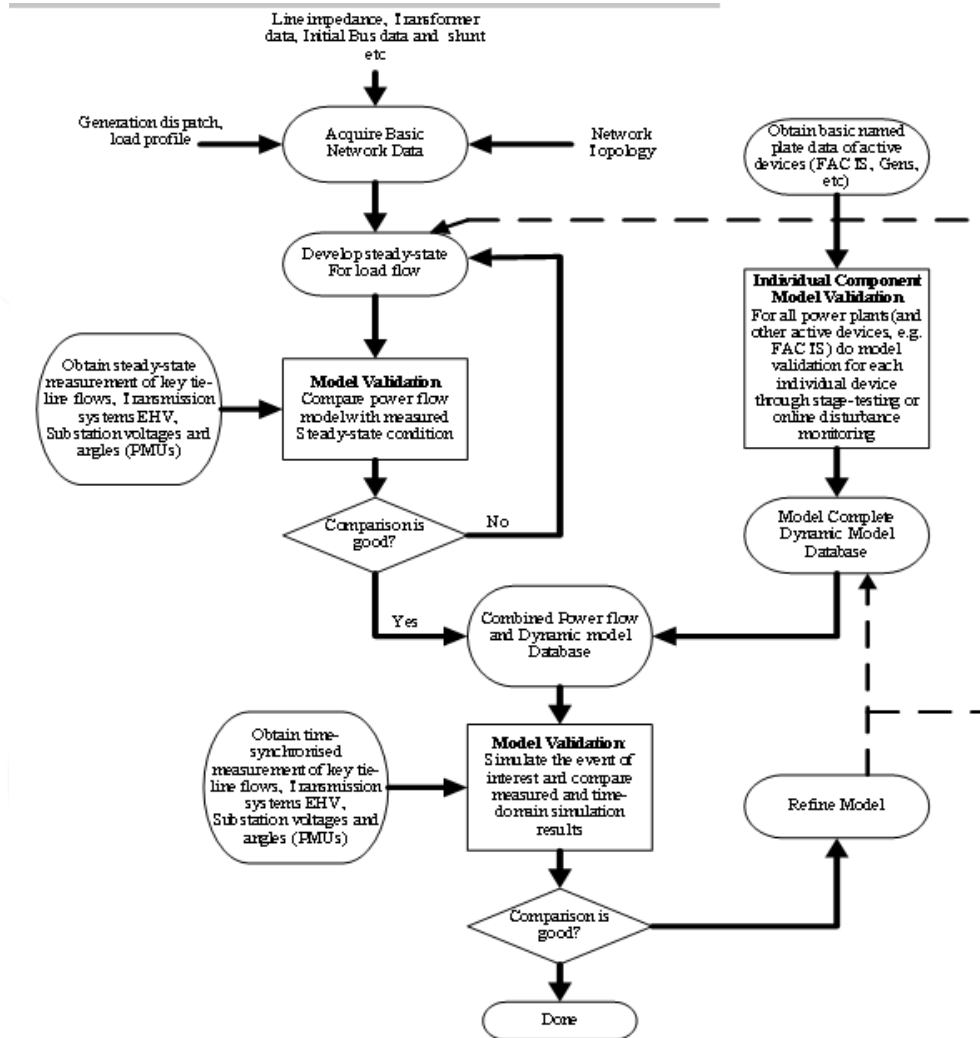 Line impedance, Transformer
data, Initial Bus data and shunt
etc
Generation dispatch,
load profile
Acquire Basic
Network Data
Network
Topology
Obtain basic named
plate data of active
devices (FACTS, Gens,
etc)
Develop steady-state
For load flow
Individual Component
Model Validation
For all power plants(and
other active devices, e.g.
FACTS) do model
validation for each
individual device
through stage-testing or
online disturbance
monitoring
Obtain steady-state
measurement of key tie-
line flows, Transmission
systems EHV,
Substation voltages and
angles (PMUs)
Model Validation
Compare power flow
model with measured
Steady-state condition
Comparison is
good?
No
Yes
Model Complete
Dynamic Model
Database
Combined Power flow
and Dynamic model
Database
Obtain time-
synchronised
measurement of key tie-
line flows, Transmission
systems EHV,
Substation voltages and
angles (PMUs)
Model Validation
Simulate the event of
interest and compare
measured and time-
domain simulation
results
Refine Model
Comparison is
good?
Done